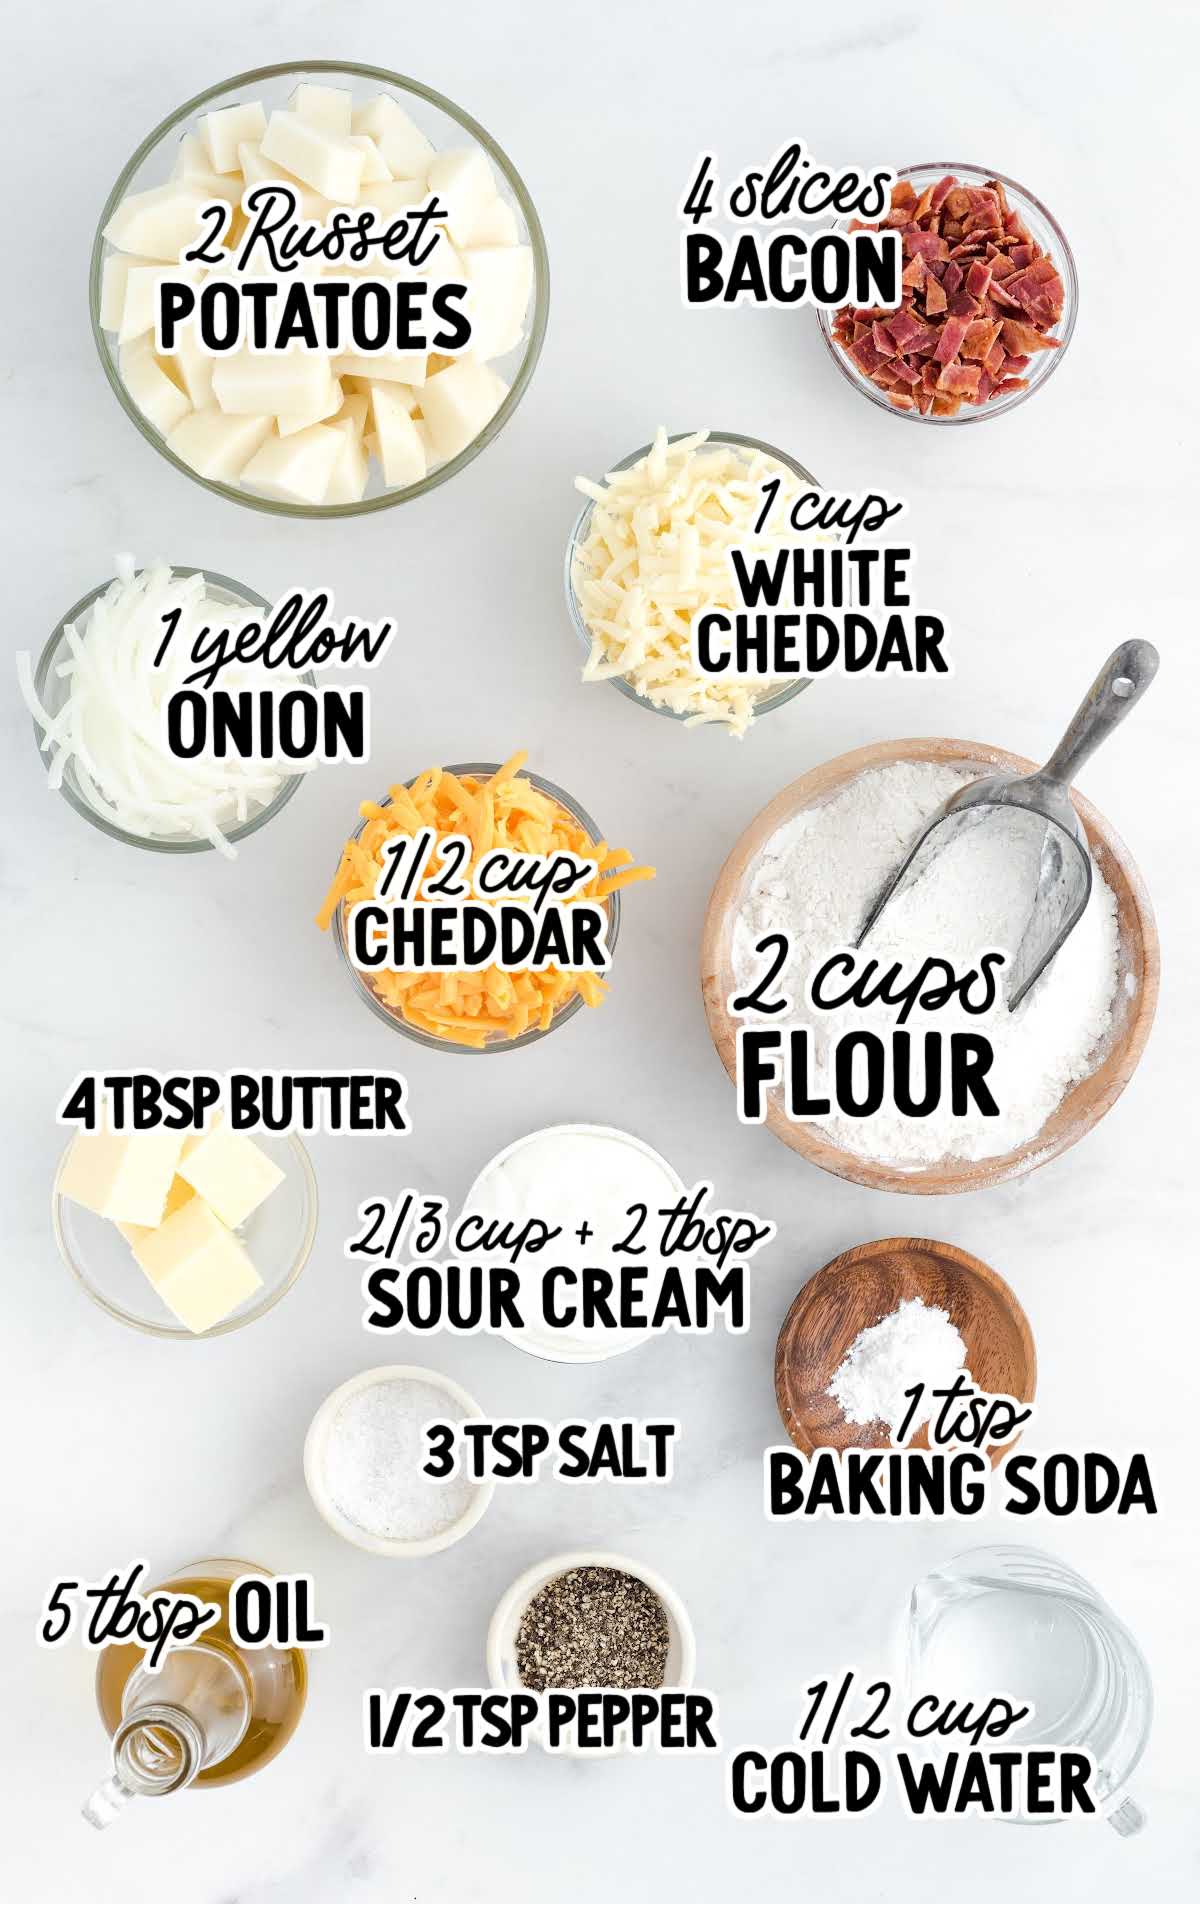 2 Russet
POTATOES
4 slices
BACON
1 cup
WHITE
CHEDDAR
1 yellow
ONION
1/2 cup
CHEDDAR
2 cups
FLOUR
4 TBSP BUTTER
2/3 cup + 2 tbsp
SOUR CREAM
3 TSP SALT
1 tsp
BAKING SODA
5 tbsp OIL
1/2 TSP PEPPER
1/2 cup
COLD WATER